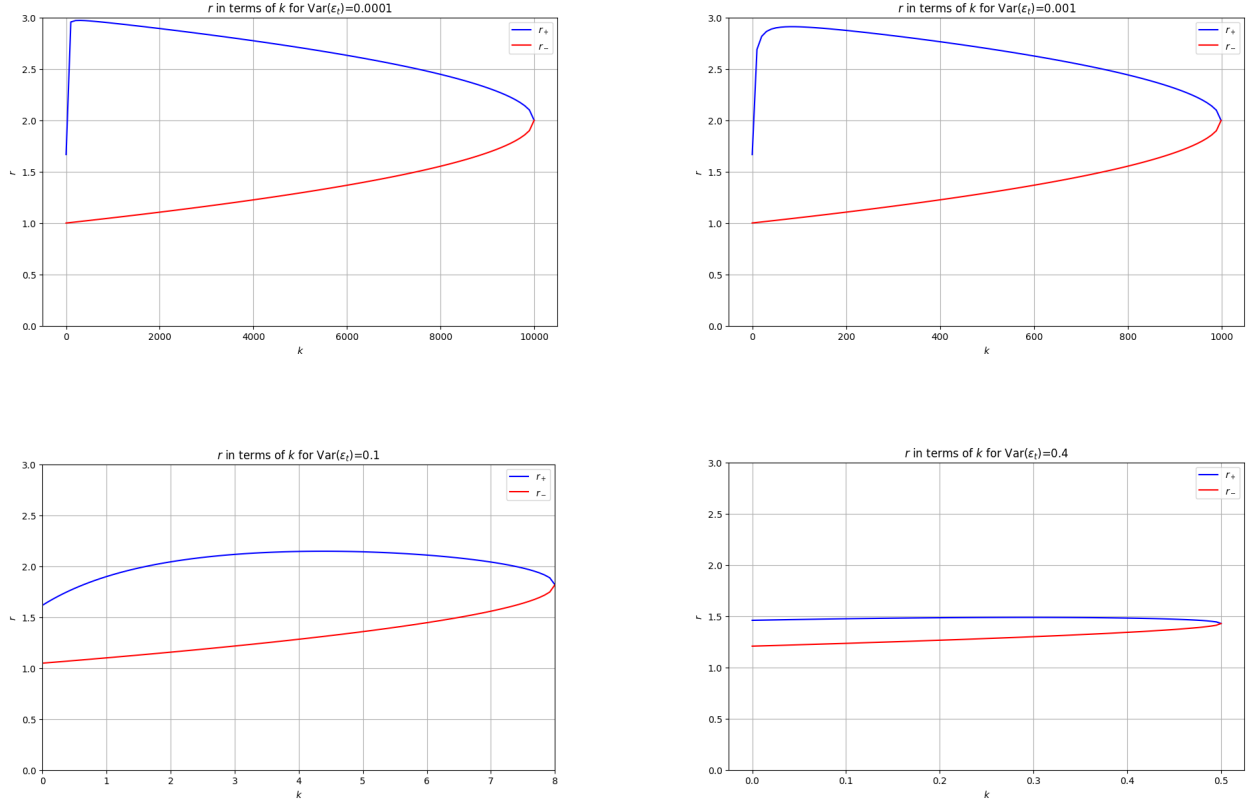 r in terms of k for Var(εₜ)=0.0001
3.0
2.5
2.0
1.5
1.0
0.5
0.0
r
r₊
r₋
0 2000 4000 6000 8000 10000
k
r in terms of k for Var(εₜ)=0.001
3.0
2.5
2.0
1.5
1.0
0.5
0.0
r
r₊
r₋
0 200 400 600 800 1000
k
r in terms of k for Var(εₜ)=0.1
3.0
2.5
2.0
1.5
1.0
0.5
0.0
r
r₊
r₋
0 1 2 3 4 5 6 7 8
k
r in terms of k for Var(εₜ)=0.4
3.0
2.5
2.0
1.5
1.0
0.5
0.0
r
r₊
r₋
0.0 0.1 0.2 0.3 0.4 0.5
k